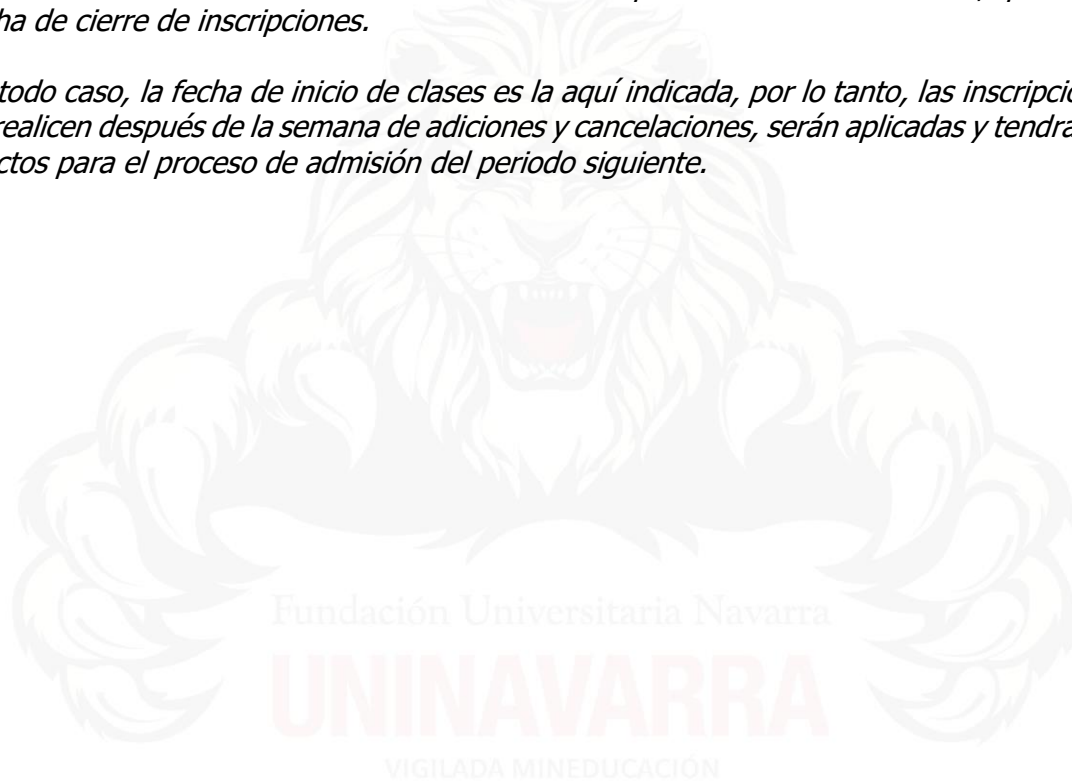 ha de cierre de inscripciones.
todo caso, la fecha de inicio de clases es la aquí indicada, por lo tanto, las inscripcio
realicen después de la semana de adiciones y cancelaciones, serán aplicadas y tendrá
ctos para el proceso de admisión del periodo siguiente.
Fundación Universitaria Navarra
UNINAVARRA
VIGILADA MINEDUCACIÓN